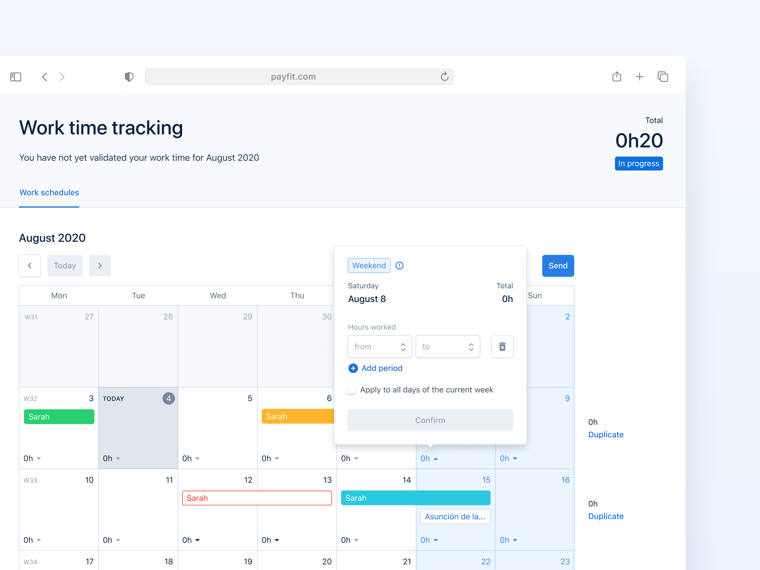 payfit.com
Work time tracking
You have not yet validated your work time for August 2020
Total
0h20
In progress
Work schedules
August 2020
Today
Send
Mon
Tue
Wed
Thu
Sun
W31
27
28
29
30
2
Weekend
Saturday
Total
August 8
0h
Hours worked
from
to
Add period
Apply to all days of the current week
Confirm
W32
3
TODAY
4
5
6
9
Sarah
Sarah
0h
0h
0h
0h
0h
0h
0h
0h
Duplicate
W33
10
11
12
13
14
15
16
Sarah
Sarah
Asunción de la...
0h
0h
0h
0h
0h
0h
0h
0h
Duplicate
W34
17
18
19
20
21
22
23